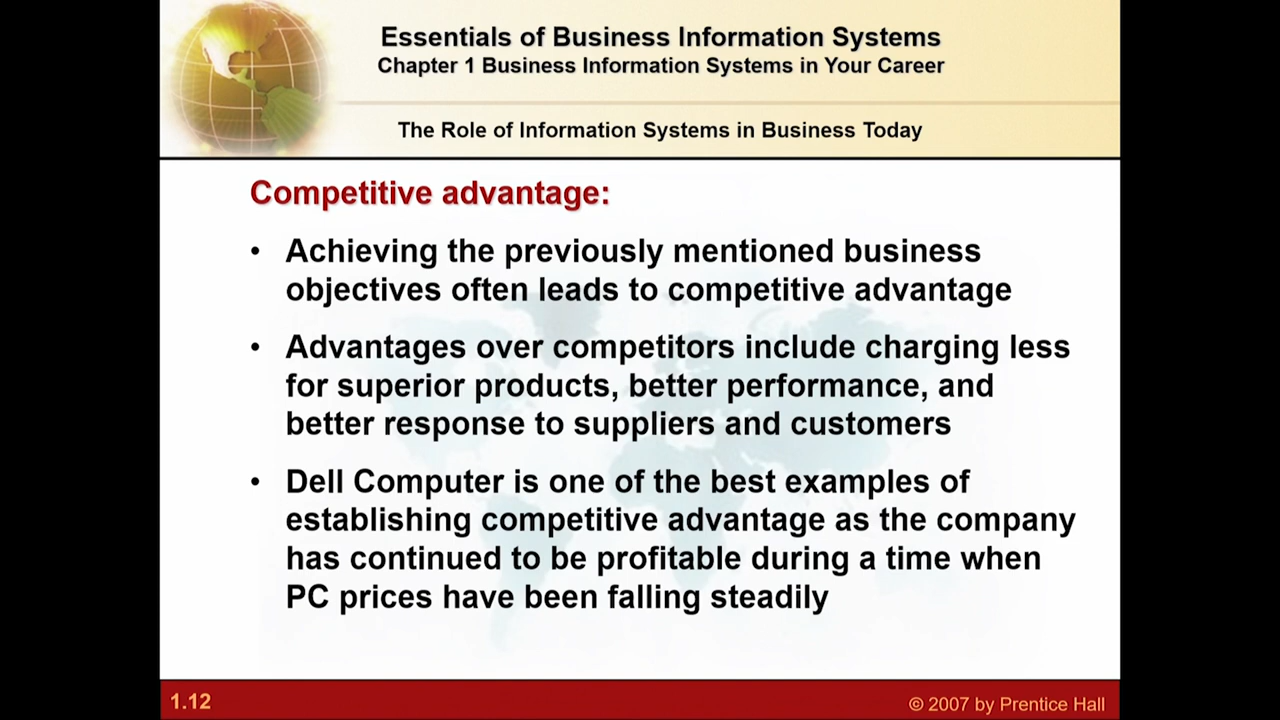 Essentials of Business Information Systems
Chapter 1 Business Information Systems in Your Career
The Role of Information Systems in Business Today
Competitive advantage:
• Achieving the previously mentioned business
objectives often leads to competitive advantage
• Advantages over competitors include charging less
for superior products, better performance, and
better response to suppliers and customers
• Dell Computer is one of the best examples of
establishing competitive advantage as the company
has continued to be profitable during a time when
PC prices have been falling steadily
1.12
© 2007 by Prentice Hall